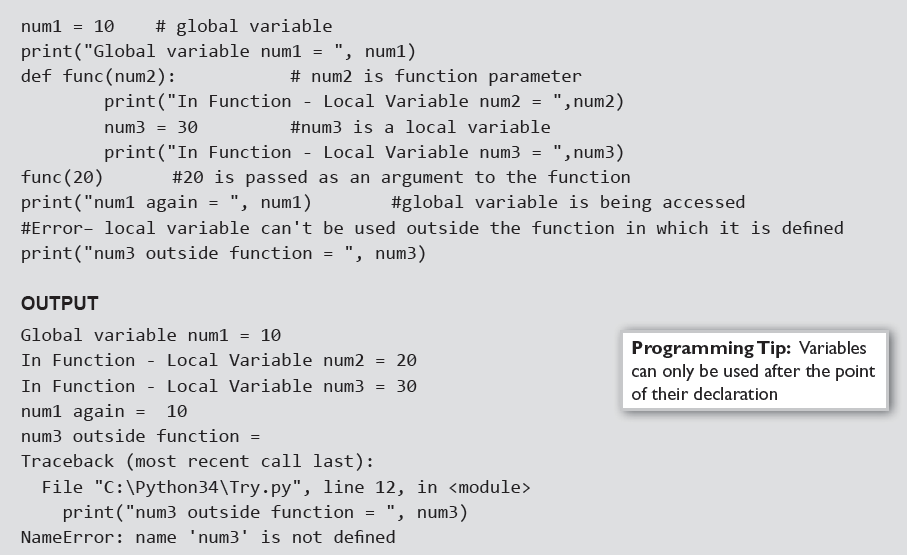 num1 = 10    # global variable
print("Global variable num1 = ", num1)
def func(num2):           # num2 is function parameter
        print("In Function - Local Variable num2 = ",num2)
        num3 = 30         #num3 is a local variable
        print("In Function - Local Variable num3 = ",num3)
func(20)       #20 is passed as an argument to the function
print("num1 again = ", num1)        #global variable is being accessed
#Error– local variable can't be used outside the function in which it is defined
print("num3 outside function = ", num3)
OUTPUT
Global variable num1 = 10
In Function - Local Variable num2 = 20
In Function - Local Variable num3 = 30
num1 again =  10
num3 outside function =
Traceback (most recent call last):
  File "C:\Python34\Try.py", line 12, in <module>
    print("num3 outside function = ", num3)
NameError: name 'num3' is not defined
Programming Tip: Variables
can only be used after the point
of their declaration